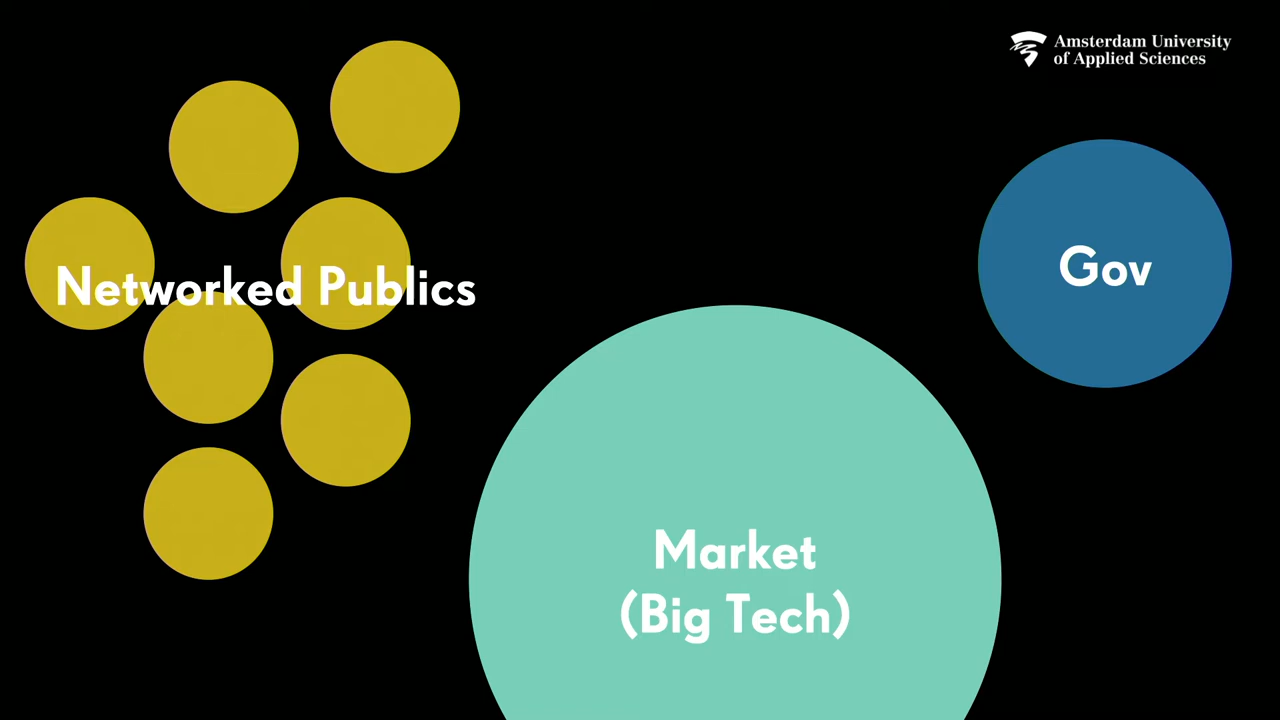 Amsterdam University
of Applied Sciences
Networked Publics
Gov
Market
(Big Tech)